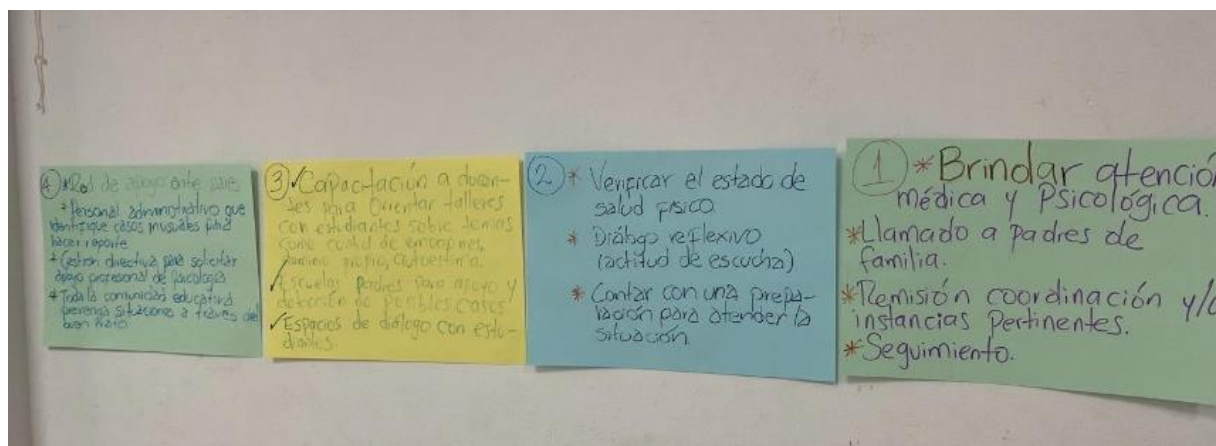 4 * Red de apoyo entre pares
* Personal administrativo que
identifique casos inusuales para
hacer reporte
* Gestión directiva para solicitar
apoyo profesional de Psicología
* Toda la comunidad educativa
prevenga situaciones a través del
buen trato.
3 ✓ Capacitación a docen-
tes para Orientar talleres
con estudiantes sobre temas
como control de emociones,
dominio propio, autoestima.
✓ Escuelas Padres para apoyo y
detección de posibles casos
✓ Espacios de diálogo con estu-
diantes.
2 * Verificar el estado de
salud físico
* Diálogo reflexivo
(actitud de escucha)
* Contar con una prepa-
ración para atender la
situación.
1 * Brindar atención
médica y Psicológica.
* Llamado a padres de
familia.
* Remisión coordinación y/o
instancias Pertinentes.
* Seguimiento.